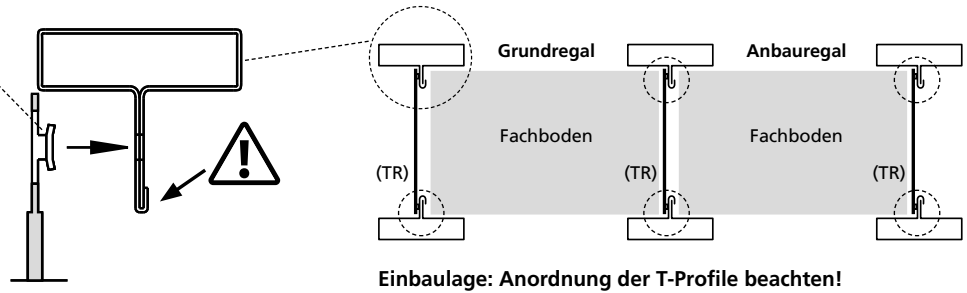 Grundregal Anbauregal
Fachboden Fachboden
(TR) (TR) (TR)
Einbaulage: Anordnung der T-Profile beachten!